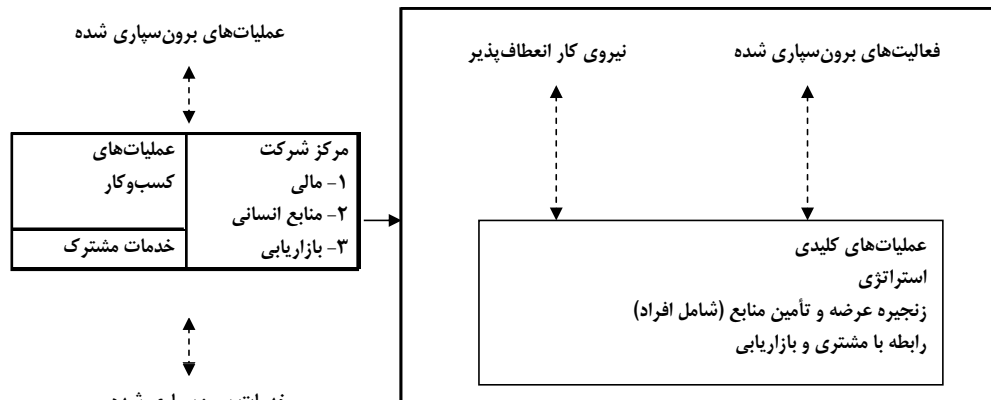 عملیات‌های برون‌سپاری شده
نیروی کار انعطاف‌پذیر
فعالیت‌های برون‌سپاری شده
مرکز شرکت
۱- مالی
۲- منابع انسانی
۳- بازاریابی
عملیات‌های
کسب‌وکار
خدمات مشترک
عملیات‌های کلیدی
استراتژی
زنجیره عرضه و تأمین منابع (شامل افراد)
رابطه با مشتری و بازاریابی